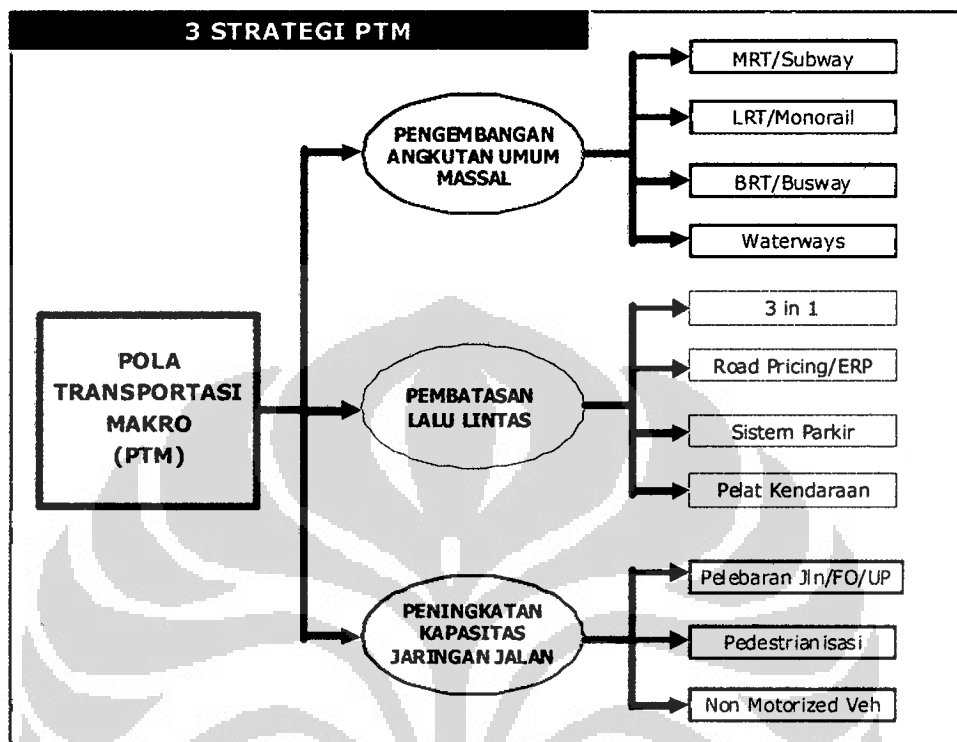 3 STRATEGI PTM
POLA
TRANSPORTASI
MAKRO
(PTM)
PENGEMBANGAN
ANGKUTAN UMUM
MASSAL
MRT/Subway
LRT/Monorail
BRT/Busway
Waterways
PEMBATASAN
LALU LINTAS
3 in 1
Road Pricing/ERP
Sistem Parkir
Pelat Kendaraan
PENINGKATAN
KAPASITAS
JARINGAN JALAN
Pelebaran Jln/FO/UP
Pedestrianisasi
Non Motorized Veh